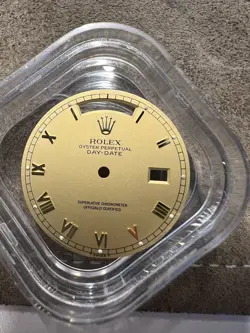 ROLEX
OYSTER PERPETUAL
DAY-DATE
SUPERLATIVE CHRONOMETER
OFFICIALLY CERTIFIED